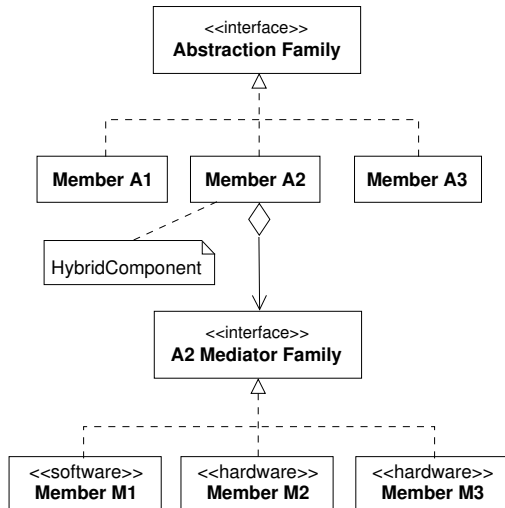 <<interface>>
Abstraction Family
Member A1
Member A2
Member A3
HybridComponent
<<interface>>
A2 Mediator Family
<<software>>
Member M1
<<hardware>>
Member M2
<<hardware>>
Member M3